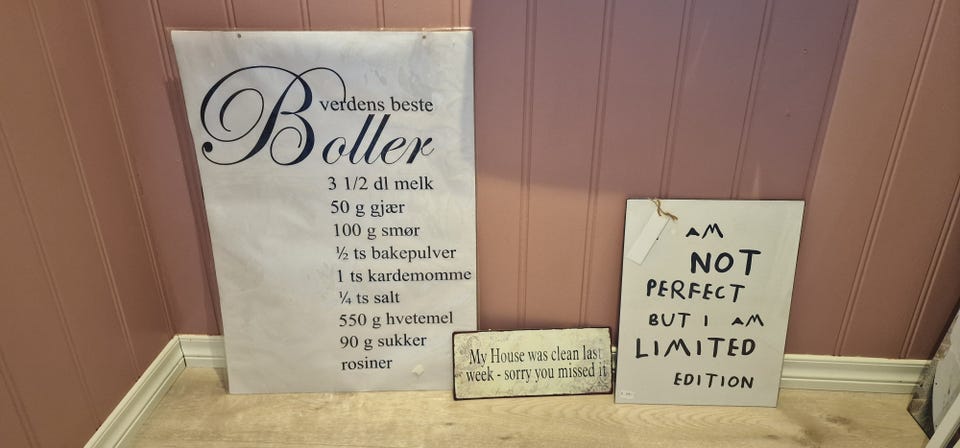 verdens beste
Boller
3 1/2 dl melk
50 g gjær
100 g smør
½ ts bakepulver
1 ts kardemomme
¼ ts salt
550 g hvetemel
90 g sukker
rosiner
My House was clean last
week - sorry you missed it
I AM
NOT
PERFECT
BUT I AM
LIMITED
EDITION